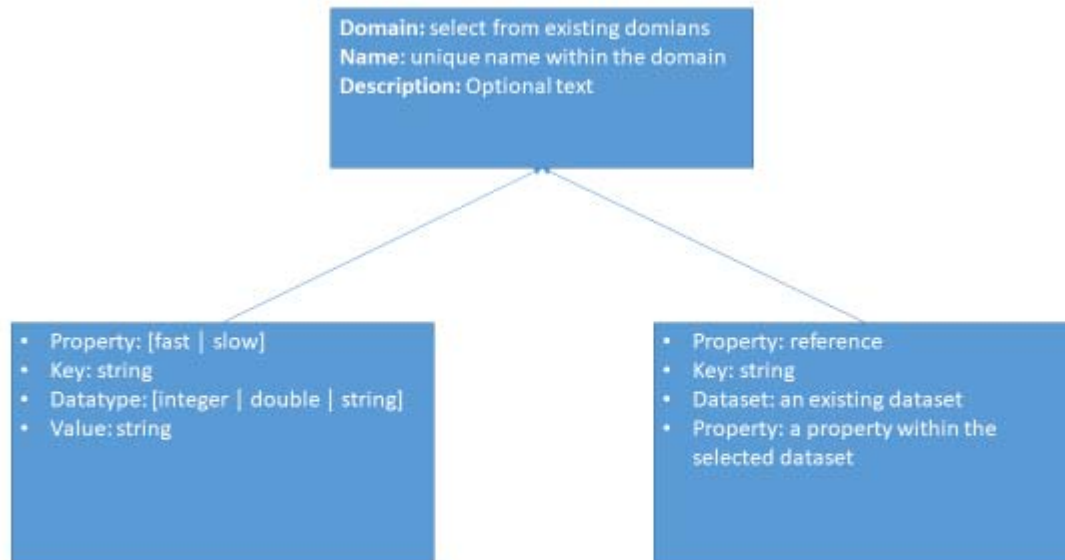 Domain: select from existing domians
Name: unique name within the domain
Description: Optional text
• Property: [fast | slow]
• Key: string
• Datatype: [integer | double | string]
• Value: string
• Property: reference
• Key: string
• Dataset: an existing dataset
• Property: a property within the
selected dataset